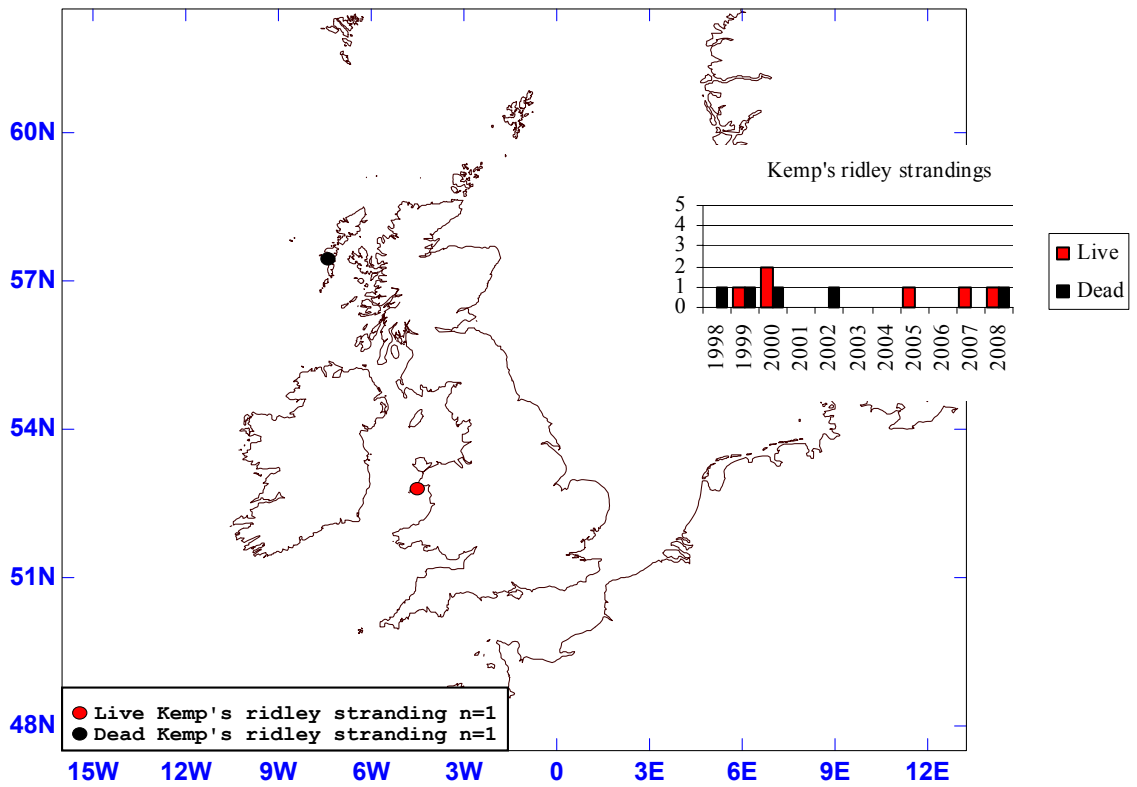 60N
57N
54N
51N
48N
15W 12W 9W 6W 3W 0 3E 6E 9E 12E
Kemp's ridley strandings
5
4
3
2
1
0
1998 1999 2000 2001 2002 2003 2004 2005 2006 2007 2008
Live
Dead
Live Kemp's ridley stranding n=1
Dead Kemp's ridley stranding n=1